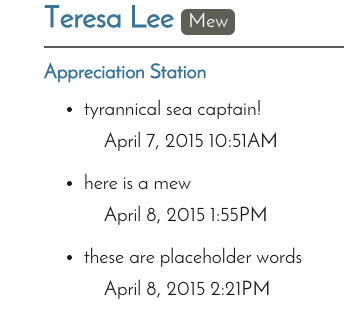 Teresa Lee Mew
Appreciation Station
tyrannical sea captain!
April 7, 2015 10:51AM
here is a mew
April 8, 2015 1:55PM
these are placeholder words
April 8, 2015 2:21PM